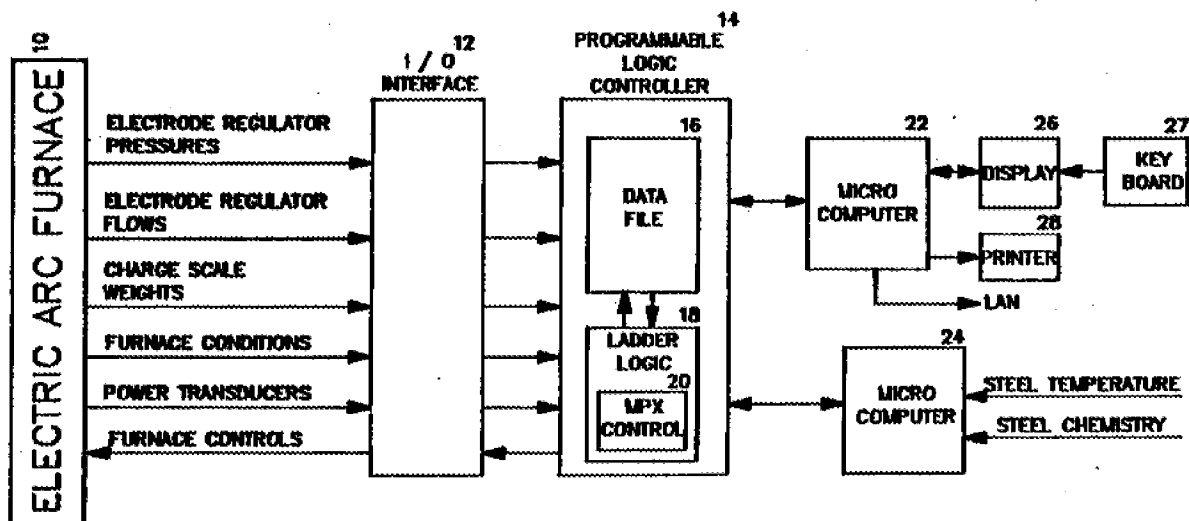 10
ELECTRIC ARC FURNACE
ELECTRODE REGULATOR
PRESSURES
ELECTRODE REGULATOR
FLOWS
CHARGE SCALE
WEIGHTS
FURNACE CONDITIONS
POWER TRANSDUCERS
FURNACE CONTROLS
12
I / O
INTERFACE
14
PROGRAMMABLE
LOGIC
CONTROLLER
16
DATA
FILE
18
LADDER
LOGIC
20
MPX
CONTROL
22
MICRO
COMPUTER
26
DISPLAY
27
KEY
BOARD
28
PRINTER
LAN
24
MICRO
COMPUTER
STEEL TEMPERATURE
STEEL CHEMISTRY